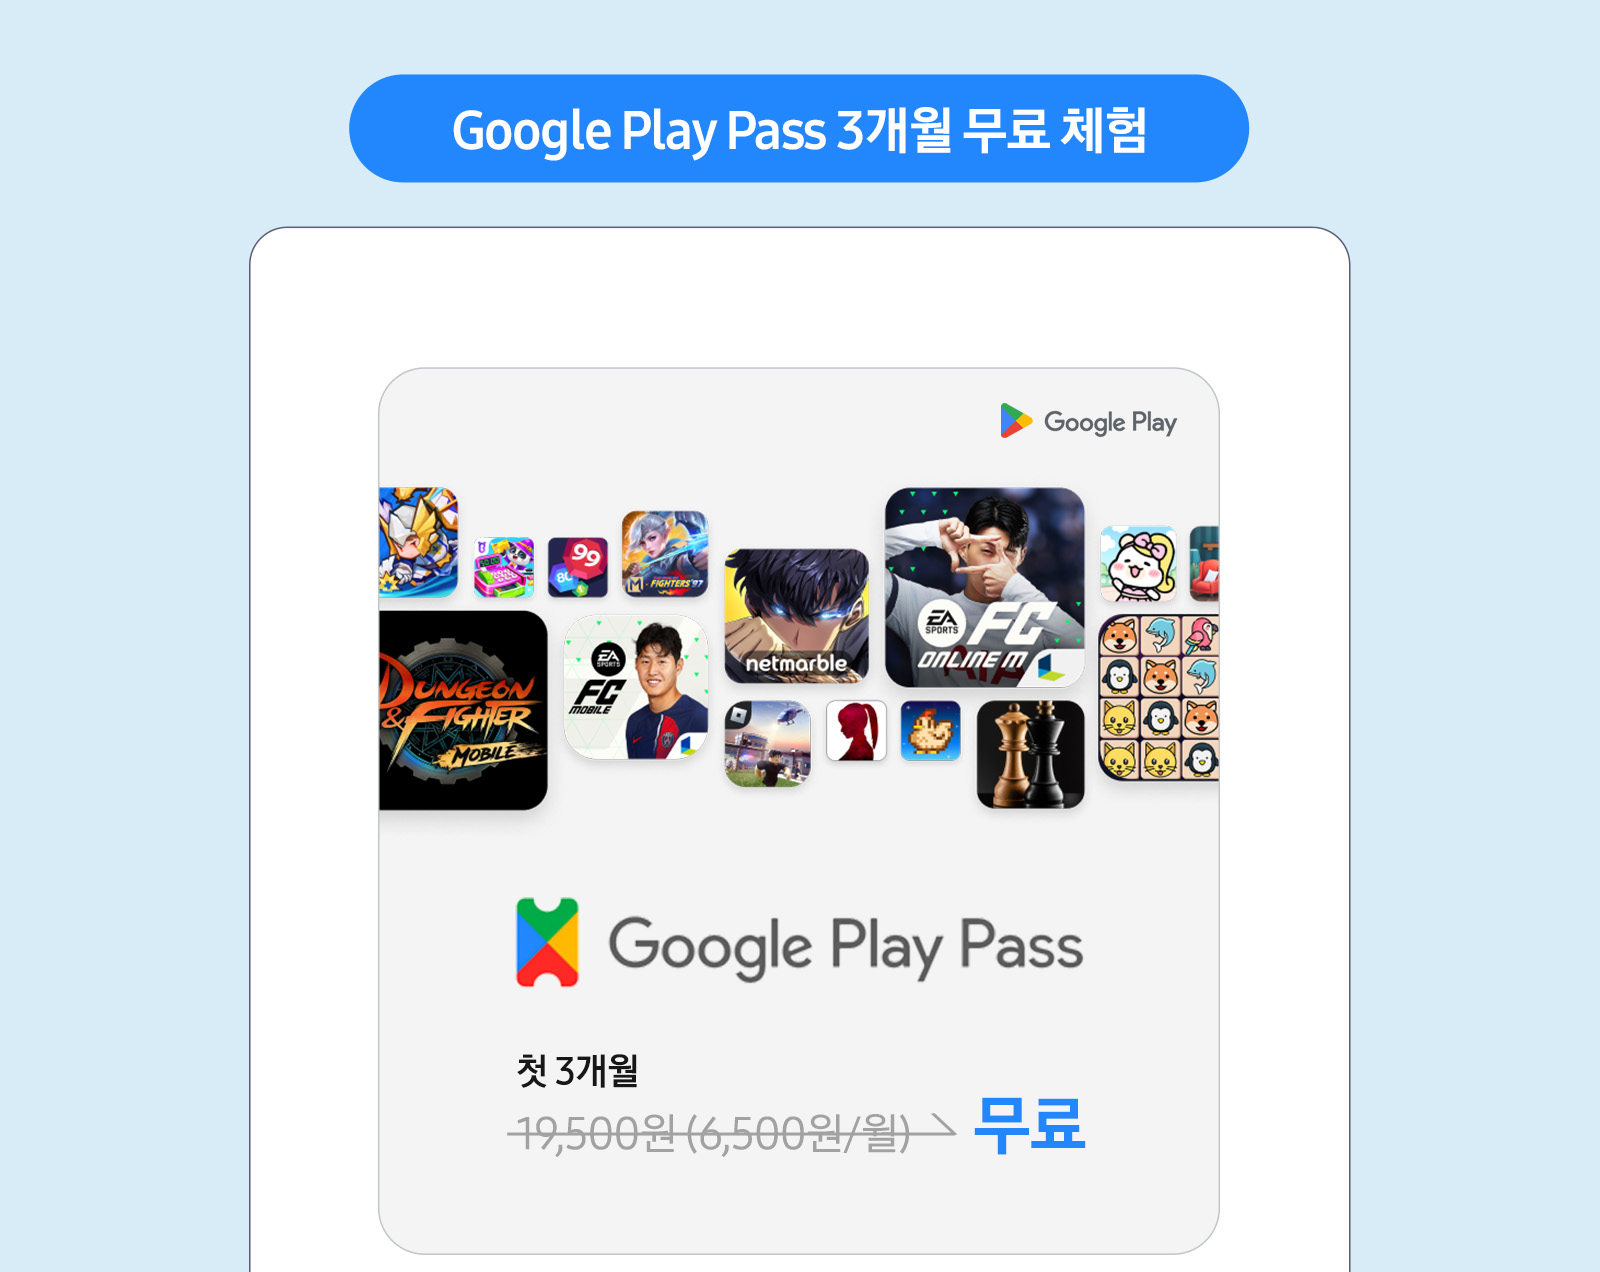 Google Play Pass 3개월 무료 체험
Google Play
99
80
M - FIGHTERS'97
EA SPORTS FC ONLINE M
netmarble
DUNGEON & FIGHTER MOBILE
EA SPORTS FC MOBILE
Google Play Pass
첫 3개월
19,500원 (6,500원/월) 무료